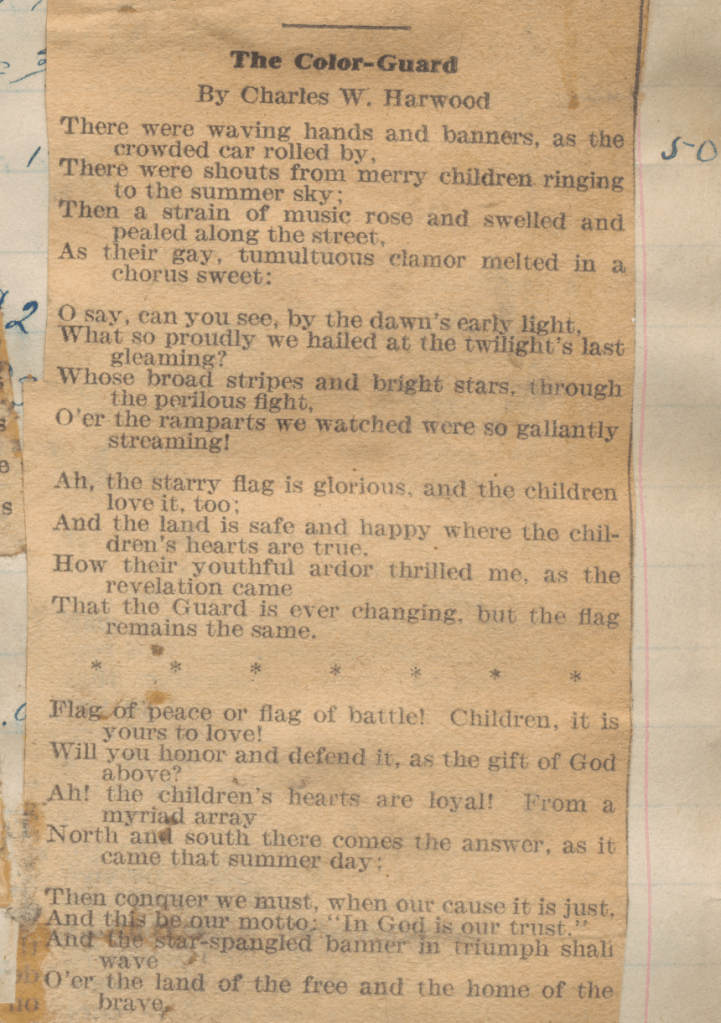 The Color-Guard
By Charles W. Harwood
There were waving hands and banners, as the
crowded car rolled by,
There were shouts from merry children ringing
to the summer sky;
Then a strain of music rose and swelled and
pealed along the street,
As their gay, tumultuous clamor melted in a
chorus sweet:
O say, can you see, by the dawn's early light,
What so proudly we hailed at the twilight's last
gleaming?
Whose broad stripes and bright stars, through
the perilous fight,
O'er the ramparts we watched were so gallantly
streaming!
Ah, the starry flag is glorious, and the children
love it, too;
And the land is safe and happy where the chil-
dren's hearts are true.
How their youthful ardor thrilled me, as the
revelation came
That the Guard is ever changing, but the flag
remains the same.
* * * * * * *
Flag of peace or flag of battle! Children, it is
yours to love!
Will you honor and defend it, as the gift of God
above?
Ah! the children's hearts are loyal! From a
myriad array
North and south there comes the answer, as it
came that summer day:
Then conquer we must, when our cause it is just,
And this be our motto: "In God is our trust."
And the star-spangled banner in triumph shall
wave
O'er the land of the free and the home of the
brave.
50
2